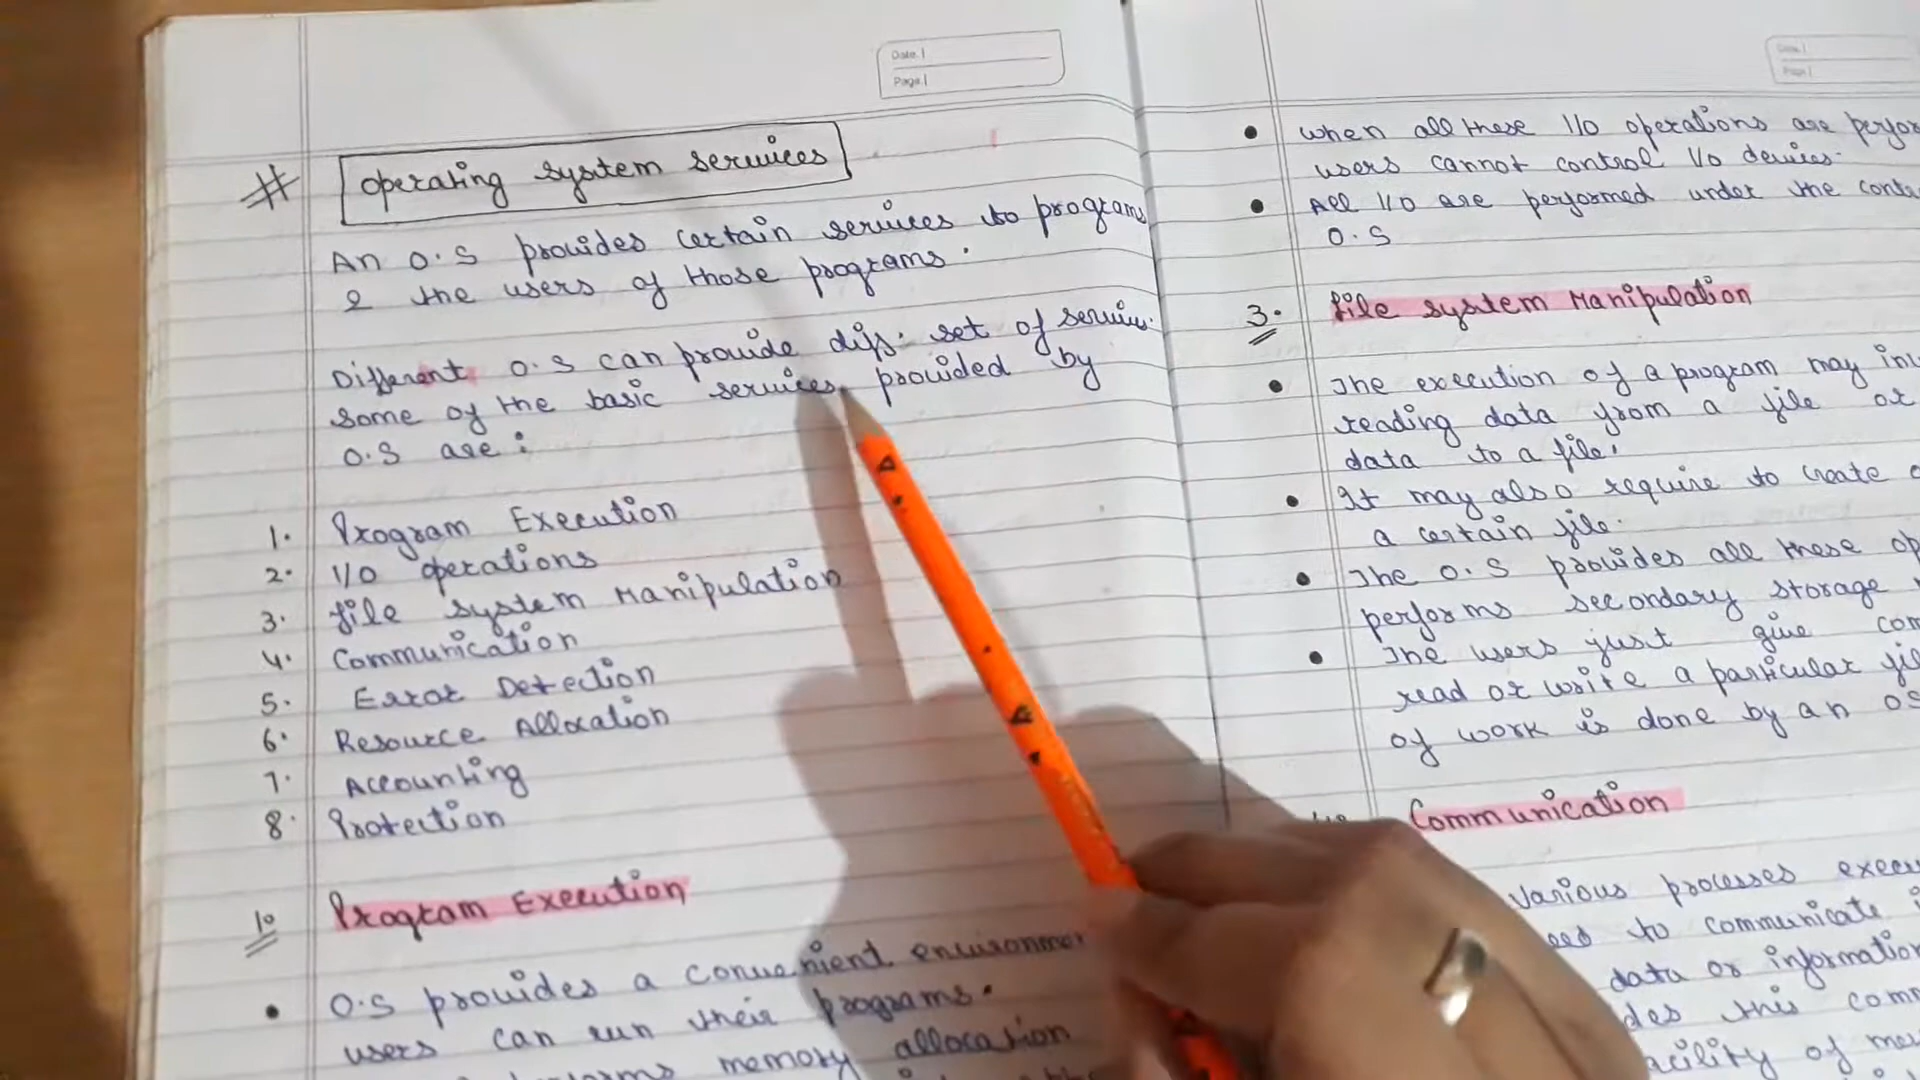 Date.|
Page.|
# Operating system services
An O.S provides certain services to programs
& the users of those programs.
Different O.S can provide diff. set of
some of the basic services provided by
O.S are:
1. Program Execution
2. I/O operations
3. file system Manipulation
4. Communication
5. Error Detection
6. Resource Allocation
7. Accounting
8. Protection
1. Program Execution
• O.S provides a convenient
users can run their programs.
memory allocation
Date.|
Page.|
• when all these I/O operations are
users cannot control I/O devices.
• All I/O are performed under the
O.S
3. file system Manipulation
• The execution of a program may
reading data from a file or
data to a file.
• It may also require to create
a certain file.
• The O.S provides all these
performs secondary storage
• The users just give
read or write a particular
of work is done by an OS
Communication
Various processes
to communicate
data or information
this
of